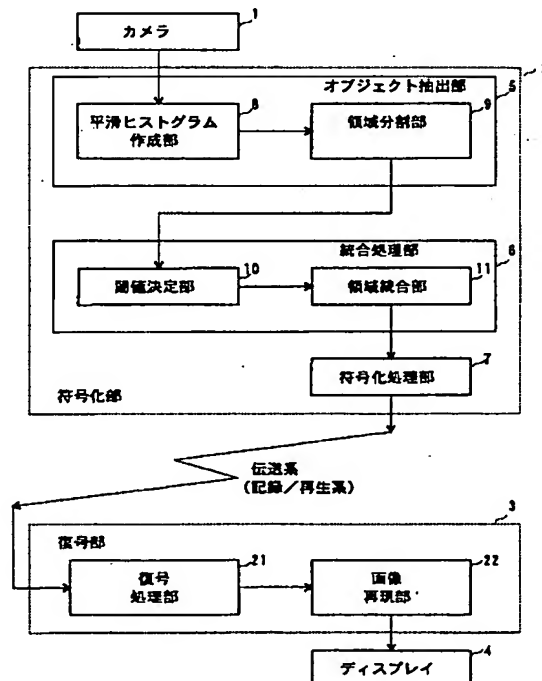 1
カメラ
オブジェクト抽出部
5
8
平滑ヒストグラム
作成部
9
領域分割部
統合処理部
6
10
閾値決定部
11
領域統合部
7
符号化処理部
符号化部
伝送系
(記録/再生系)
3
復号部
21
復号
処理部
22
画像
再現部
4
ディスプレイ